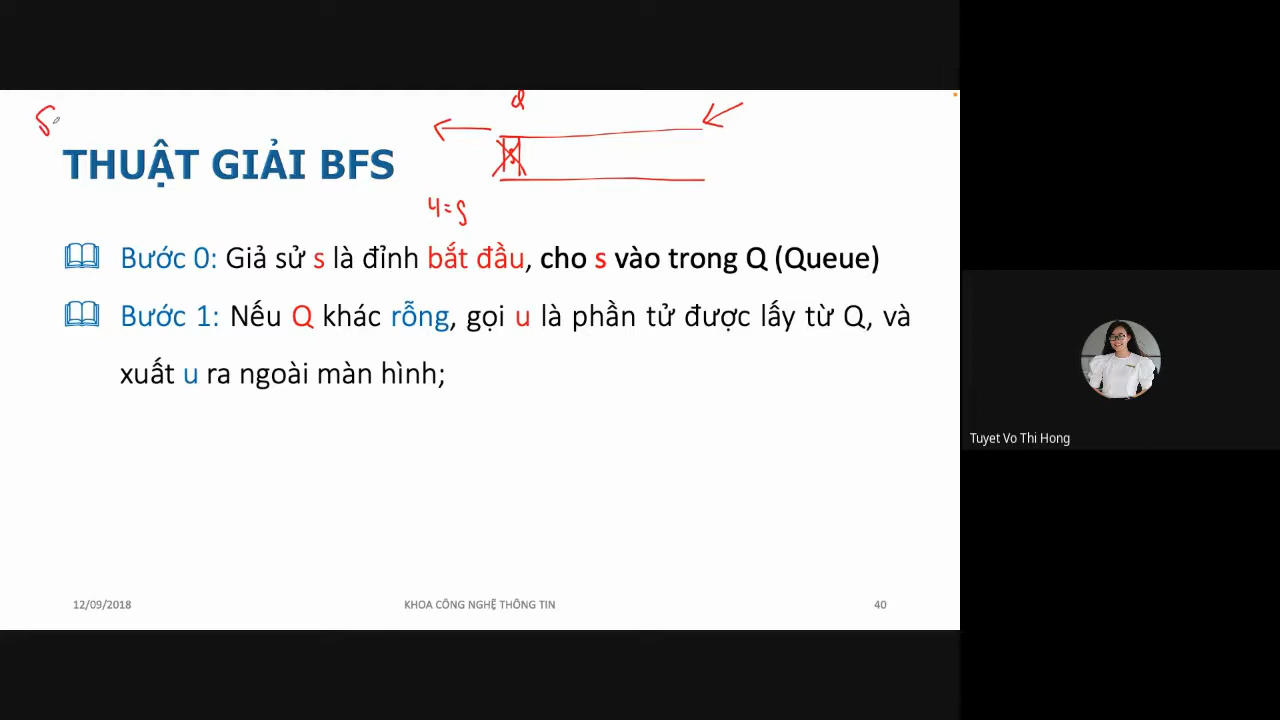 Q
S
THUẬT GIẢI BFS
u=s
Bước 0: Giả sử s là đỉnh bắt đầu, cho s vào trong Q (Queue)
Bước 1: Nếu Q khác rỗng, gọi u là phần tử được lấy từ Q, và
xuất u ra ngoài màn hình;
Tuyet Vo Thi Hong
12/09/2018
KHOA CÔNG NGHỆ THÔNG TIN
40